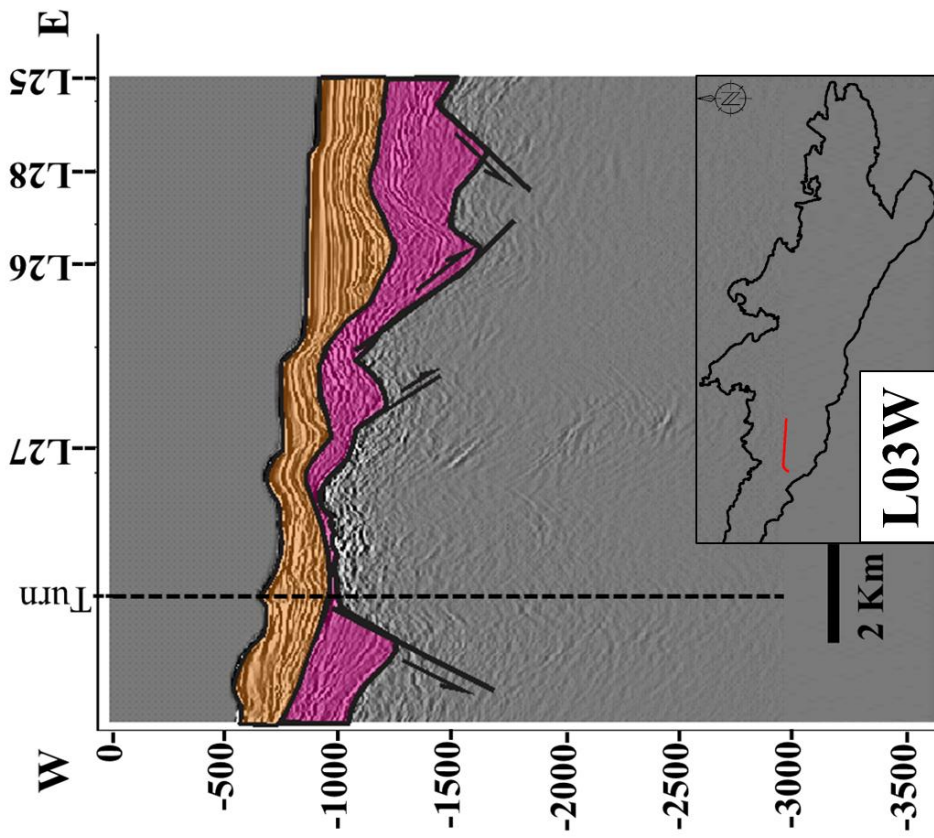 W
E
Turn
L27--
L26--
L28--
L25--
0-
-500-
-1000-
-1500-
-2000-
-2500-
-3000-
-3500-
2 Km
L03W
N